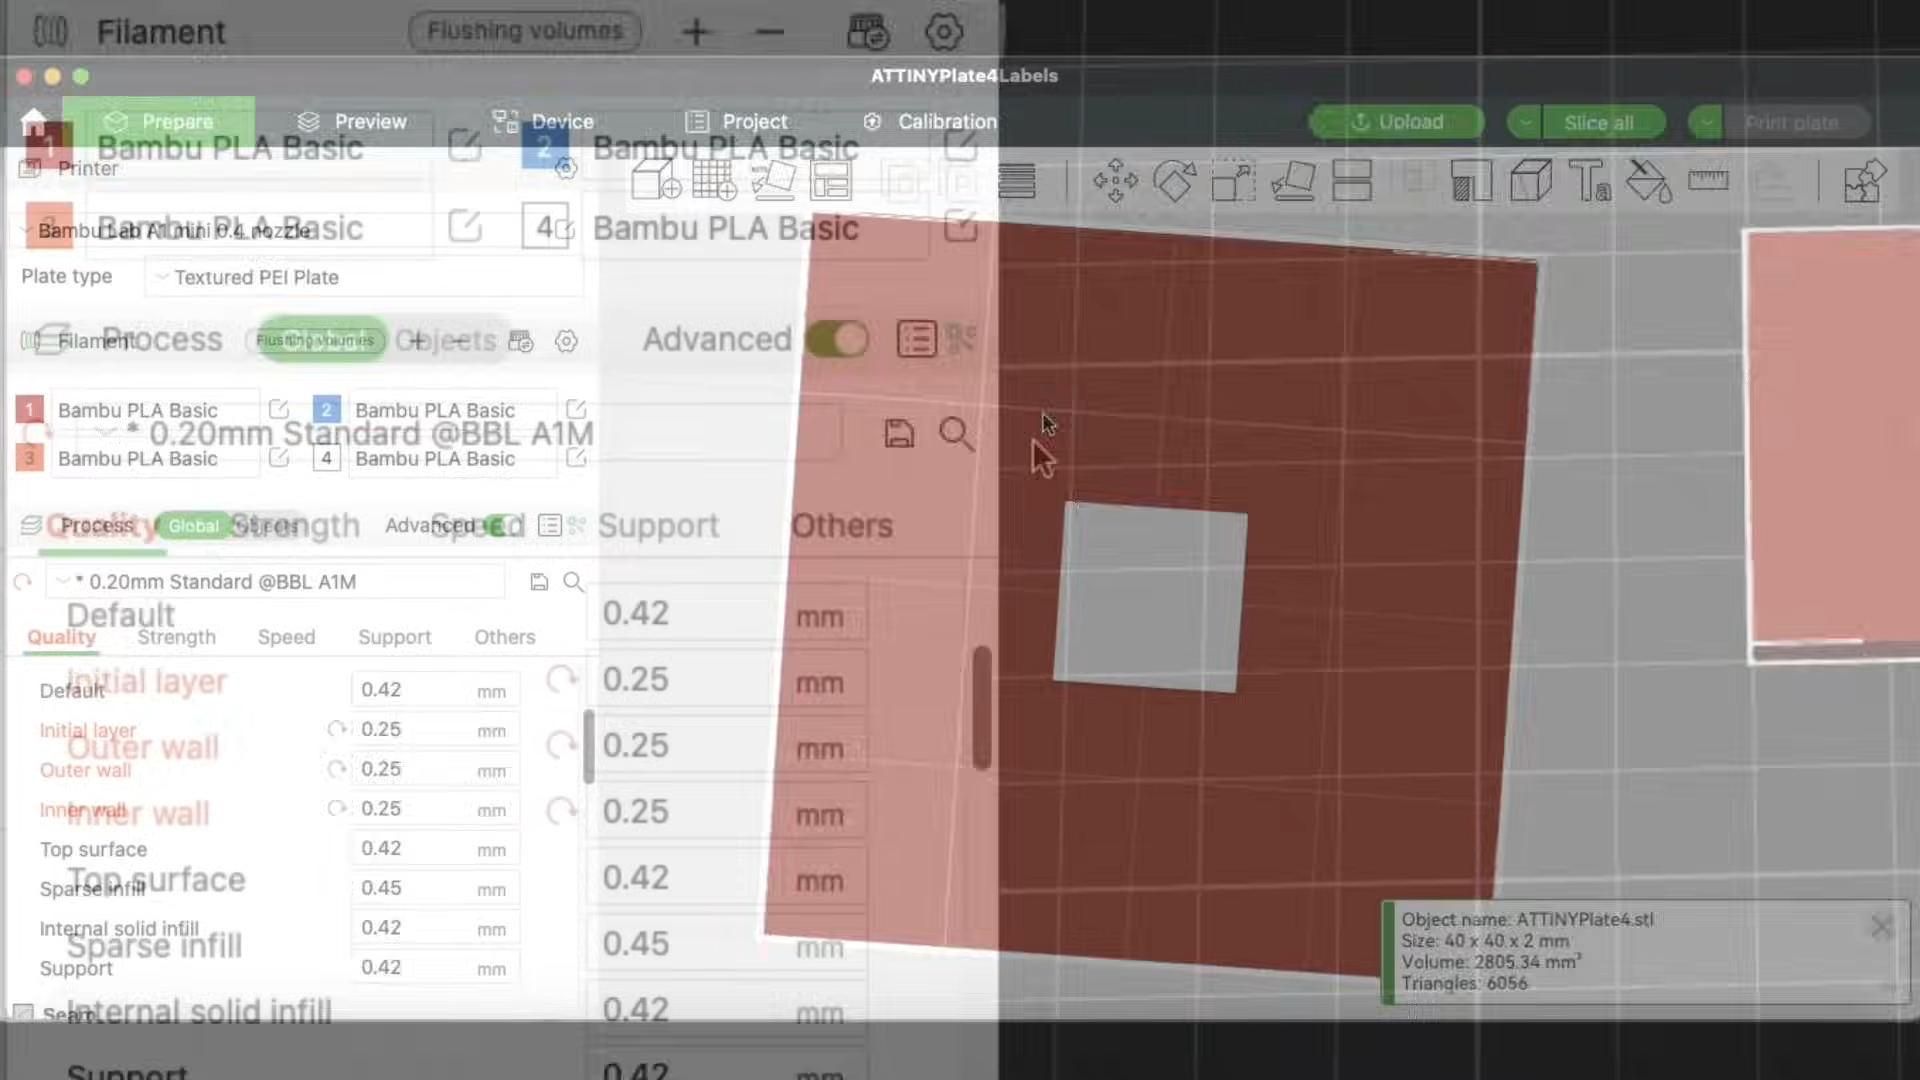 Filament
Flushing volumes
ATTINYPlate4Labels
Prepare
Preview
Device
Project
Calibration
Upload
Slice all
Print plate
1 Bambu PLA Basic
2 Bambu PLA Basic
Printer
Bambu PLA Basic
4 Bambu PLA Basic
Bambu Lab A1 mini 0.4 nozzle
Plate type
Textured PEI Plate
Process
Global
Objects
Advanced
Filament
Flushing volumes
1 Bambu PLA Basic
2 Bambu PLA Basic
* 0.20mm Standard @BBL A1M
3 Bambu PLA Basic
4 Bambu PLA Basic
Quality
Strength
Speed
Support
Others
Process
Global
Advanced
* 0.20mm Standard @BBL A1M
Default 0.42 mm
Quality
Strength
Speed
Support
Others
Initial layer 0.25 mm
Default 0.42 mm
Initial layer 0.25 mm
Outer wall 0.25 mm
Outer wall 0.25 mm
Inner wall 0.25 mm
Inner wall 0.25 mm
Top surface 0.42 mm
Top surface 0.42 mm
Sparse infill 0.45 mm
Internal solid infill 0.42 mm
Sparse infill 0.45 mm
Support 0.42 mm
Internal solid infill 0.42 mm
Seam
Support 0.42 mm
Object name: ATTINYPlate4.stl
Size: 40 x 40 x 2 mm
Volume: 2805.34 mm³
Triangles: 6056